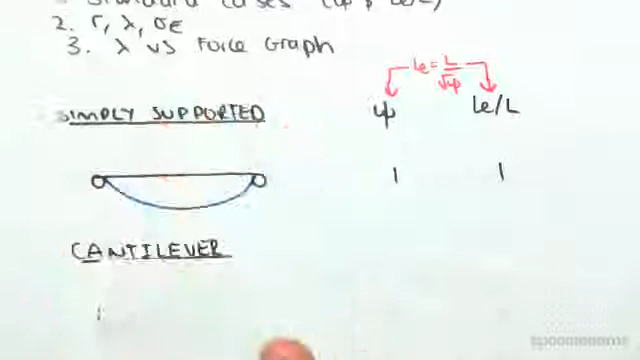 2. r, λ, σE
3. λ vs Force Graph
Le = L/√ψ
SIMPLY SUPPORTED ψ Le/L
1 1
CANTILEVER